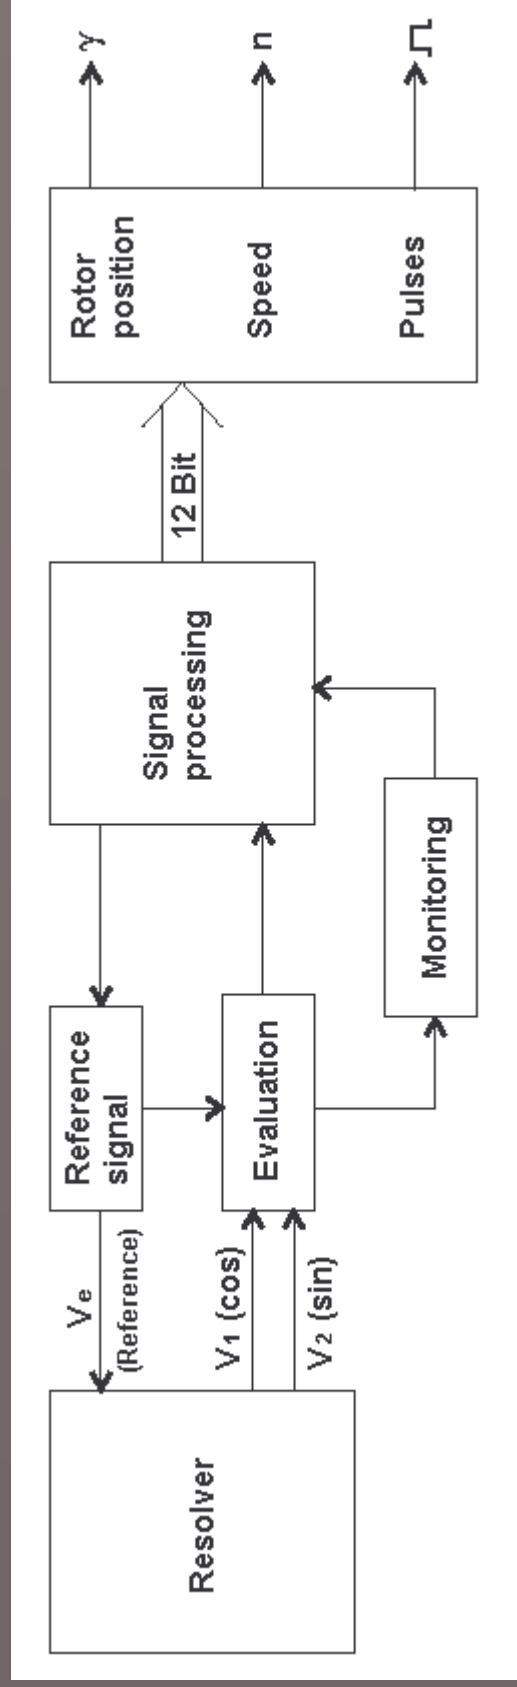 Resolver
Ve
(Reference)
V1 (cos)
V2 (sin)
Reference
signal
Evaluation
Monitoring
Signal
processing
12 Bit
Rotor
position
Speed
Pulses
γ
n